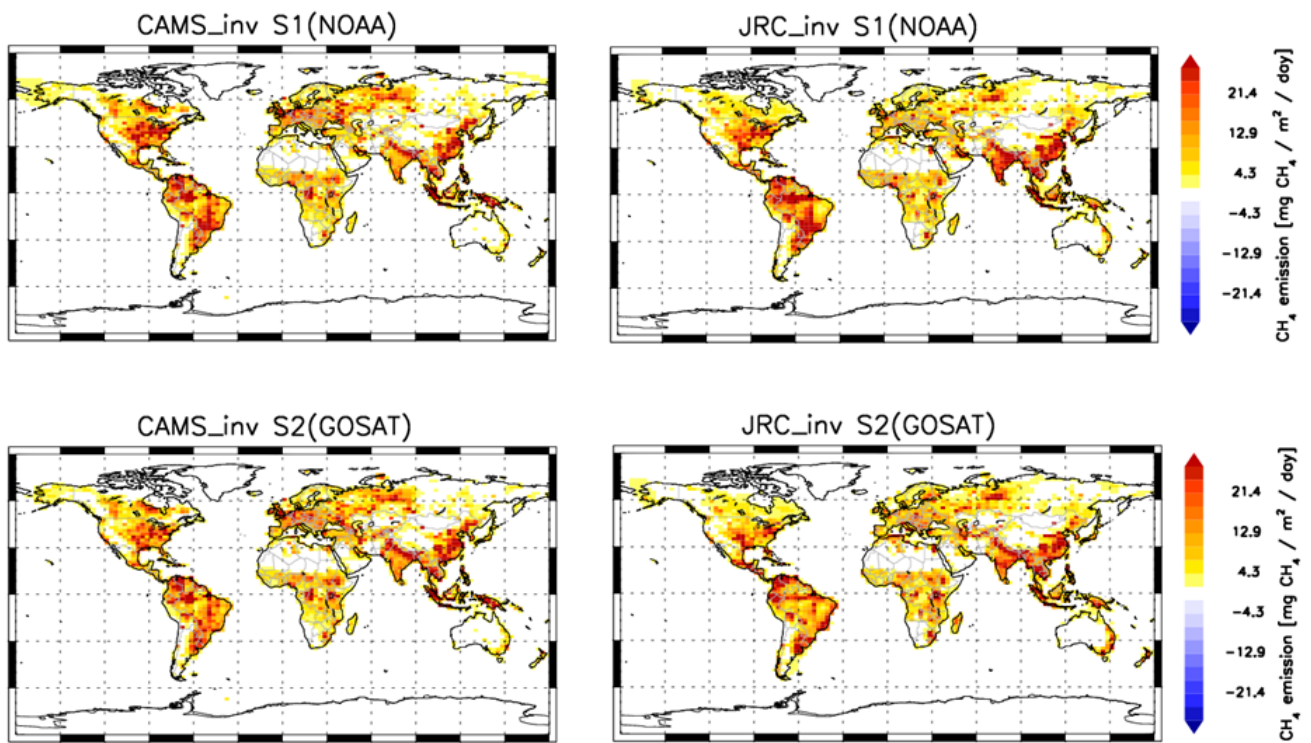 CAMS_inv S1(NOAA)
JRC_inv S1(NOAA)
21.4
12.9
4.3
−4.3
−12.9
−21.4
CH₄ emission [mg CH₄ / m² / day]
CAMS_inv S2(GOSAT)
JRC_inv S2(GOSAT)
21.4
12.9
4.3
−4.3
−12.9
−21.4
CH₄ emission [mg CH₄ / m² / day]